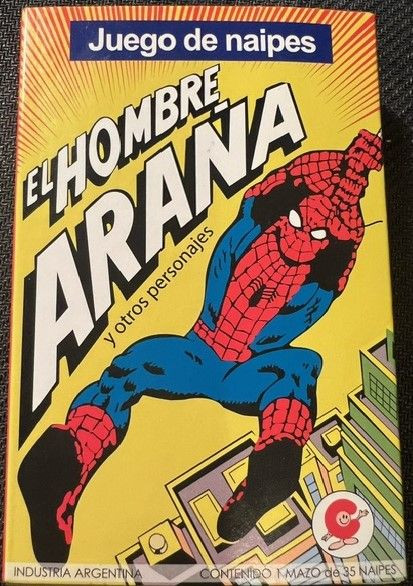 Juego de naipes
EL HOMBRE
ARAÑA
y otros personajes
INDUSTRIA ARGENTINA
CONTENIDO 1 MAZO de 35 NAIPES